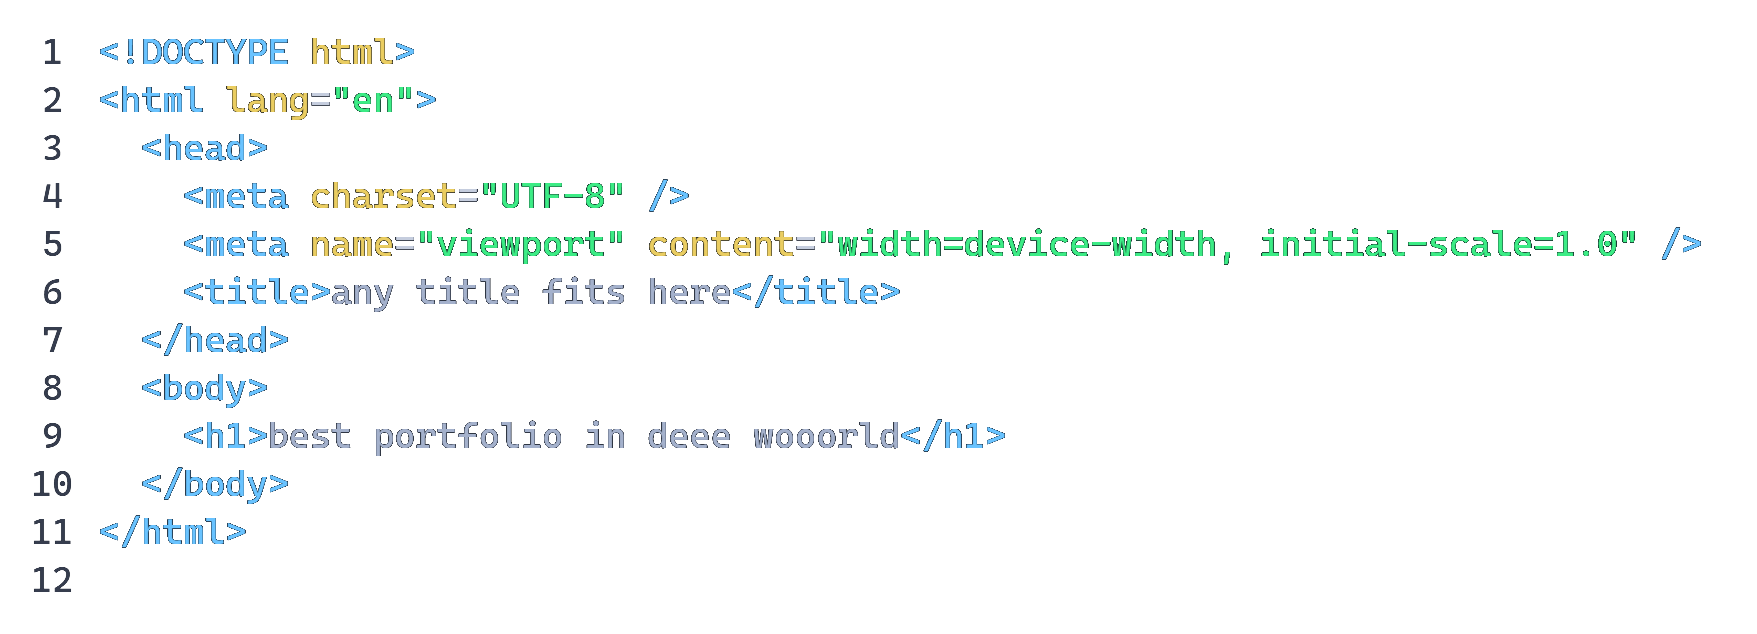 1 <!DOCTYPE html>
2 <html lang="en">
3   <head>
4     <meta charset="UTF-8" />
5     <meta name="viewport" content="width=device-width, initial-scale=1.0" />
6     <title>any title fits here</title>
7   </head>
8   <body>
9     <h1>best portfolio in deee wooorld</h1>
10   </body>
11 </html>
12